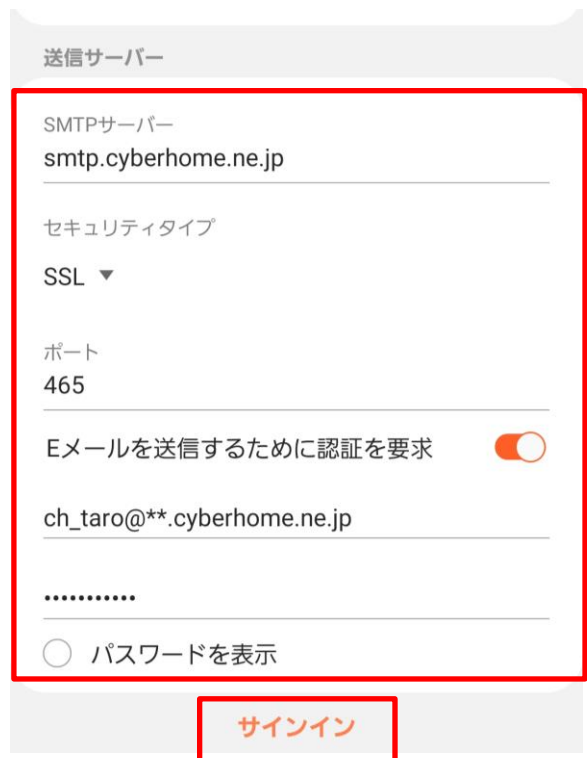 送信サーバー
SMTPサーバー
smtp.cyberhome.ne.jp
セキュリティタイプ
SSL
ポート
465
Eメールを送信するために認証を要求
ch_taro@**.cyberhome.ne.jp
•••••••••••
パスワードを表示
サインイン